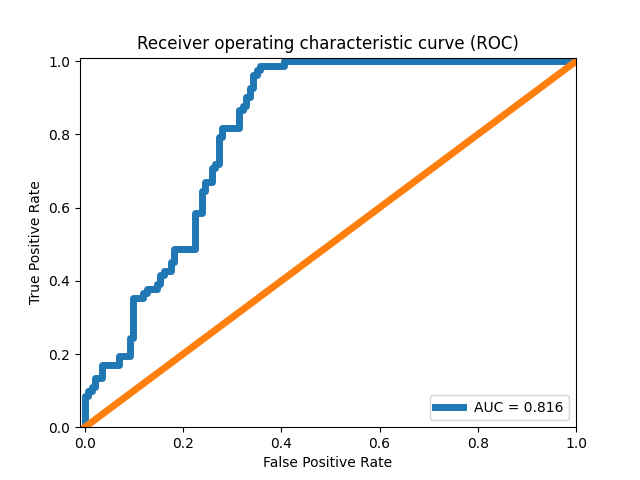 Receiver operating characteristic curve (ROC)
1.0
0.8
0.6
0.4
0.2
0.0
True Positive Rate
AUC = 0.816
0.0 0.2 0.4 0.6 0.8 1.0
False Positive Rate